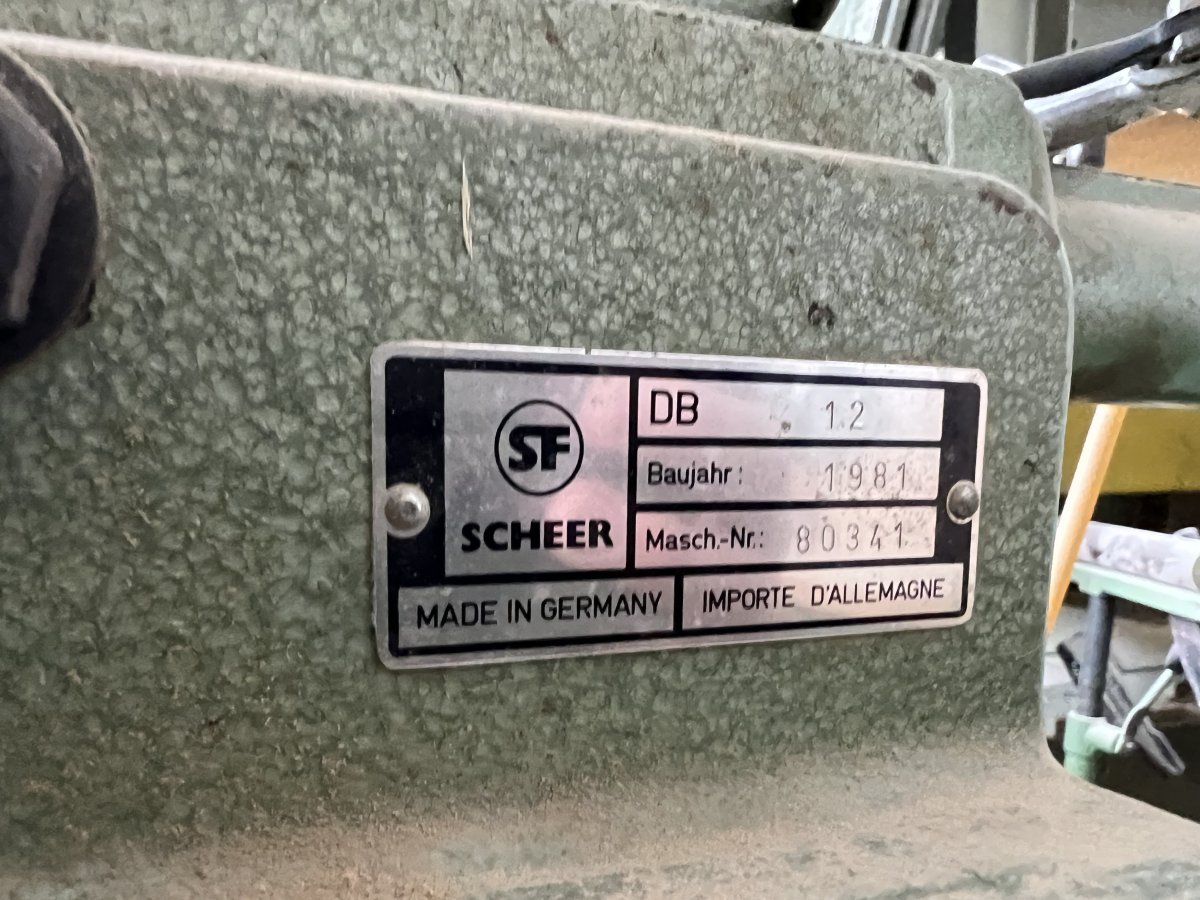 SF
SCHEER
DB 12
Baujahr: 1981
Masch.-Nr.: 80341
MADE IN GERMANY
IMPORTE D'ALLEMAGNE